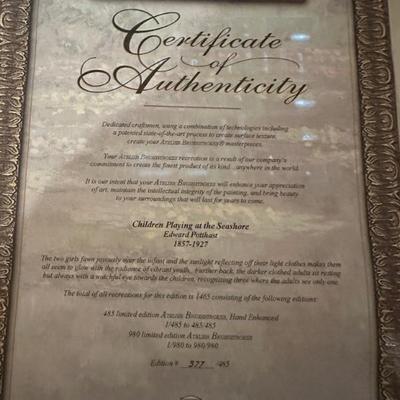 Certificate
of
Authenticity
Dedicated craftsmen, using a combination of technologies including
a patented state-of-the-art process to create surface texture,
create your ATELIER BRUSHSTROKES® masterpieces.
Your ATELIER BRUSHSTROKES recreation is a result of our company's
commitment to create the finest product of its kind...anywhere in the world.
It is our intent that your ATELIER BRUSHSTROKES will enhance your appreciation
of art, maintain the intellectual integrity of the painting, and bring beauty
to your surroundings that will last for years to come.
Children Playing at the Seashore
Edward Potthast
1857-1927
The two girls fawn joyously over the infant and the sunlight reflecting off their light clothes makes them
all seem to glow with the radiance of vibrant youth. Further back, the darker clothed adults sit resting
but always with a watchful eye towards the children, recognizing three where the adults see only one.
The total of all recreations for this edition is 1465 consisting of the following editions:
485 limited edition ATELIER BRUSHSTROKES, Hand Enhanced
1/485 to 485/485
980 limited edition ATELIER BRUSHSTROKES
1/980 to 980/980
Edition # 377 /485